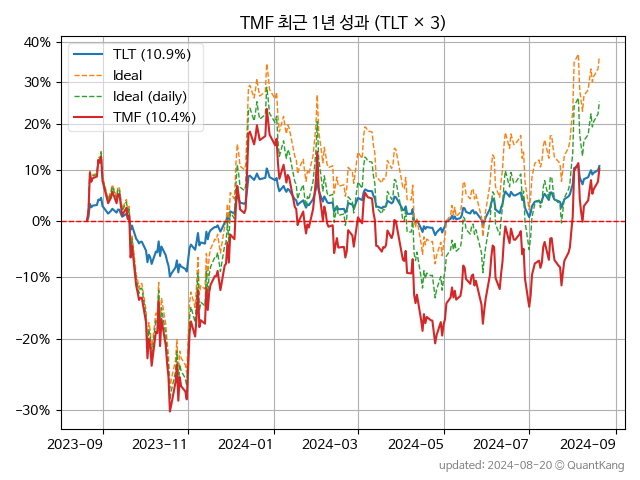 TMF 최근 1년 성과 (TLT × 3)
TLT (10.9%)
Ideal
Ideal (daily)
TMF (10.4%)
40%
30%
20%
10%
0%
−10%
−20%
−30%
2023-09 2023-11 2024-01 2024-03 2024-05 2024-07 2024-09
updated: 2024-08-20 © QuantKang